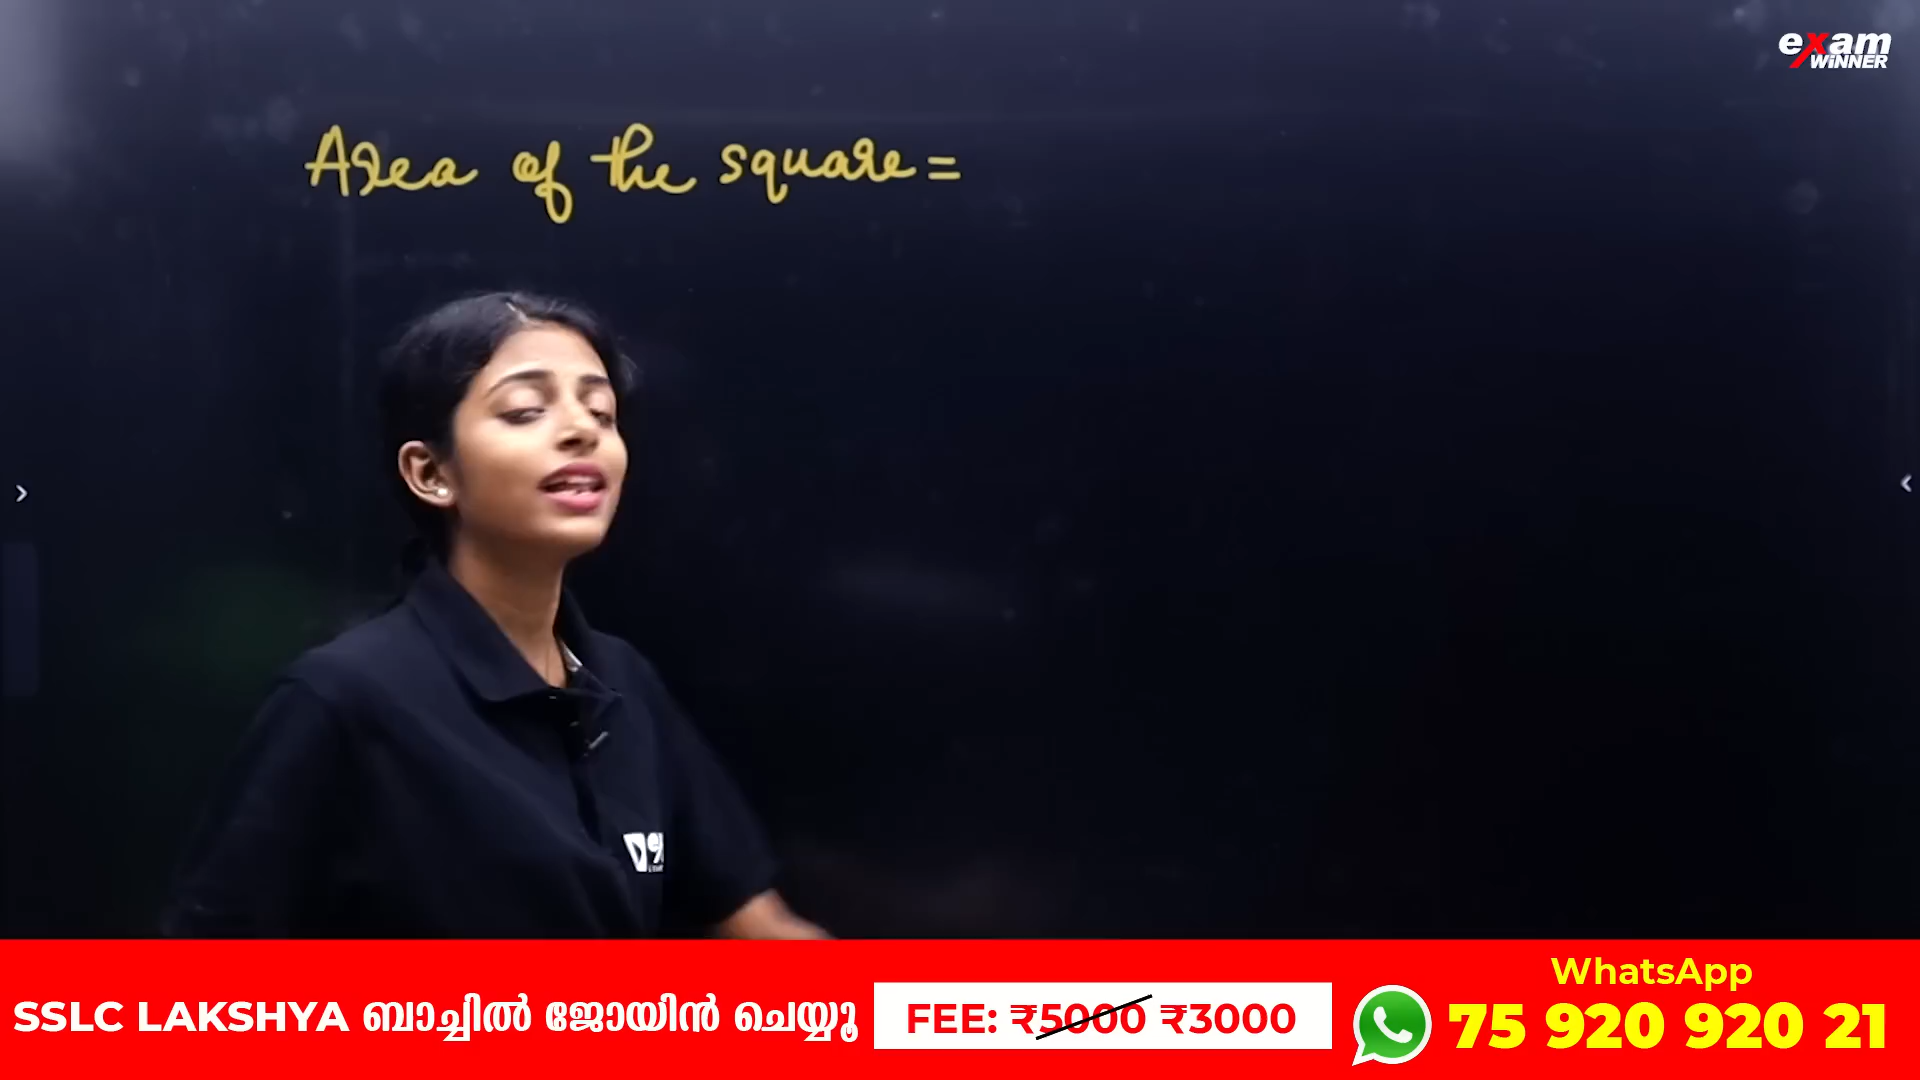 exam
WINNER
Area of the square =
SSLC LAKSHYA ബാച്ചിൽ ജോയിൻ ചെയ്യൂ
FEE: ₹5000 ₹3000
WhatsApp
75 920 920 21